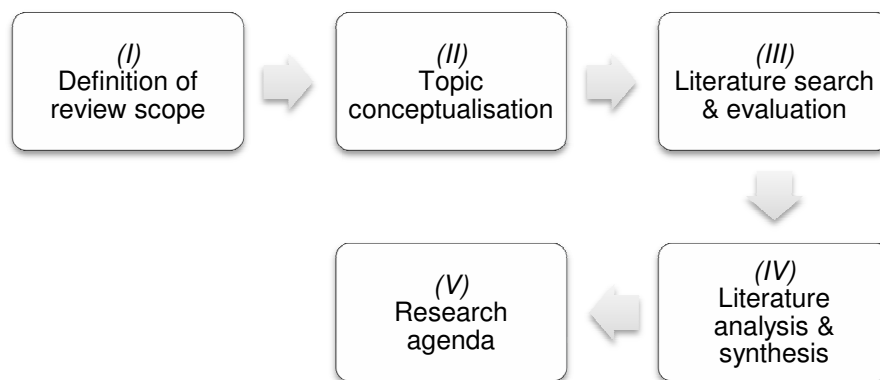 (I)
Definition of
review scope
(II)
Topic
conceptualisation
(III)
Literature search
& evaluation
(IV)
Literature
analysis &
synthesis
(V)
Research
agenda